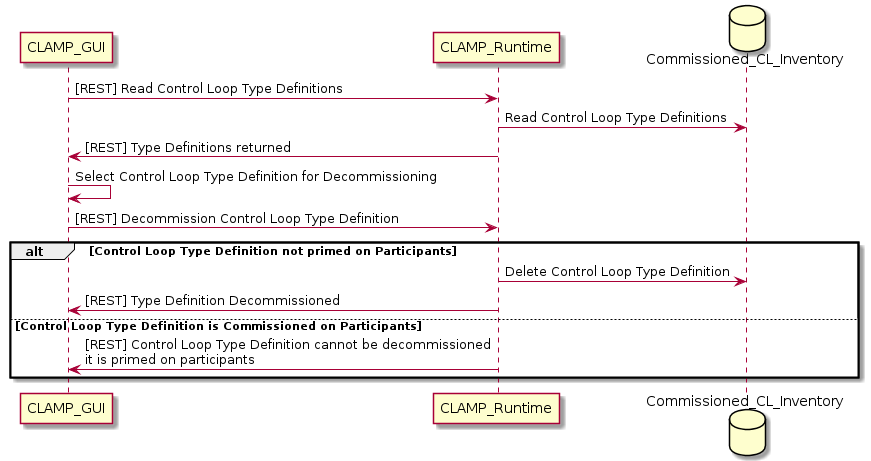 CLAMP_GUI
CLAMP_Runtime
Commissioned_CL_Inventory
[REST] Read Control Loop Type Definitions
Read Control Loop Type Definitions
[REST] Type Definitions returned
Select Control Loop Type Definition for Decommissioning
[REST] Decommission Control Loop Type Definition
alt
[Control Loop Type Definition not primed on Participants]
Delete Control Loop Type Definition
[REST] Type Definition Decommissioned
[Control Loop Type Definition is Commissioned on Participants]
[REST] Control Loop Type Definition cannot be decommissioned
it is primed on participants
CLAMP_GUI
CLAMP_Runtime
Commissioned_CL_Inventory